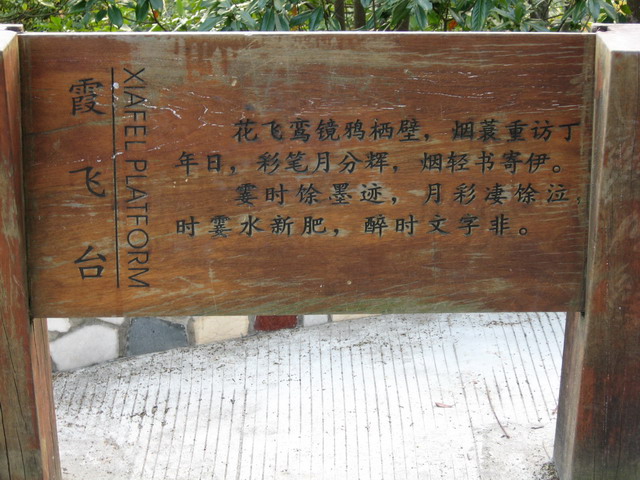 霞飞台
XIAFEI PLATFORM
花飞鸾镜鸦栖壁，烟蓑重访丁
年日，彩笔月分辉，烟轻书寄伊。
霎时馀墨迹，月彩凄馀泣，
时霎水新肥，醉时文字非。